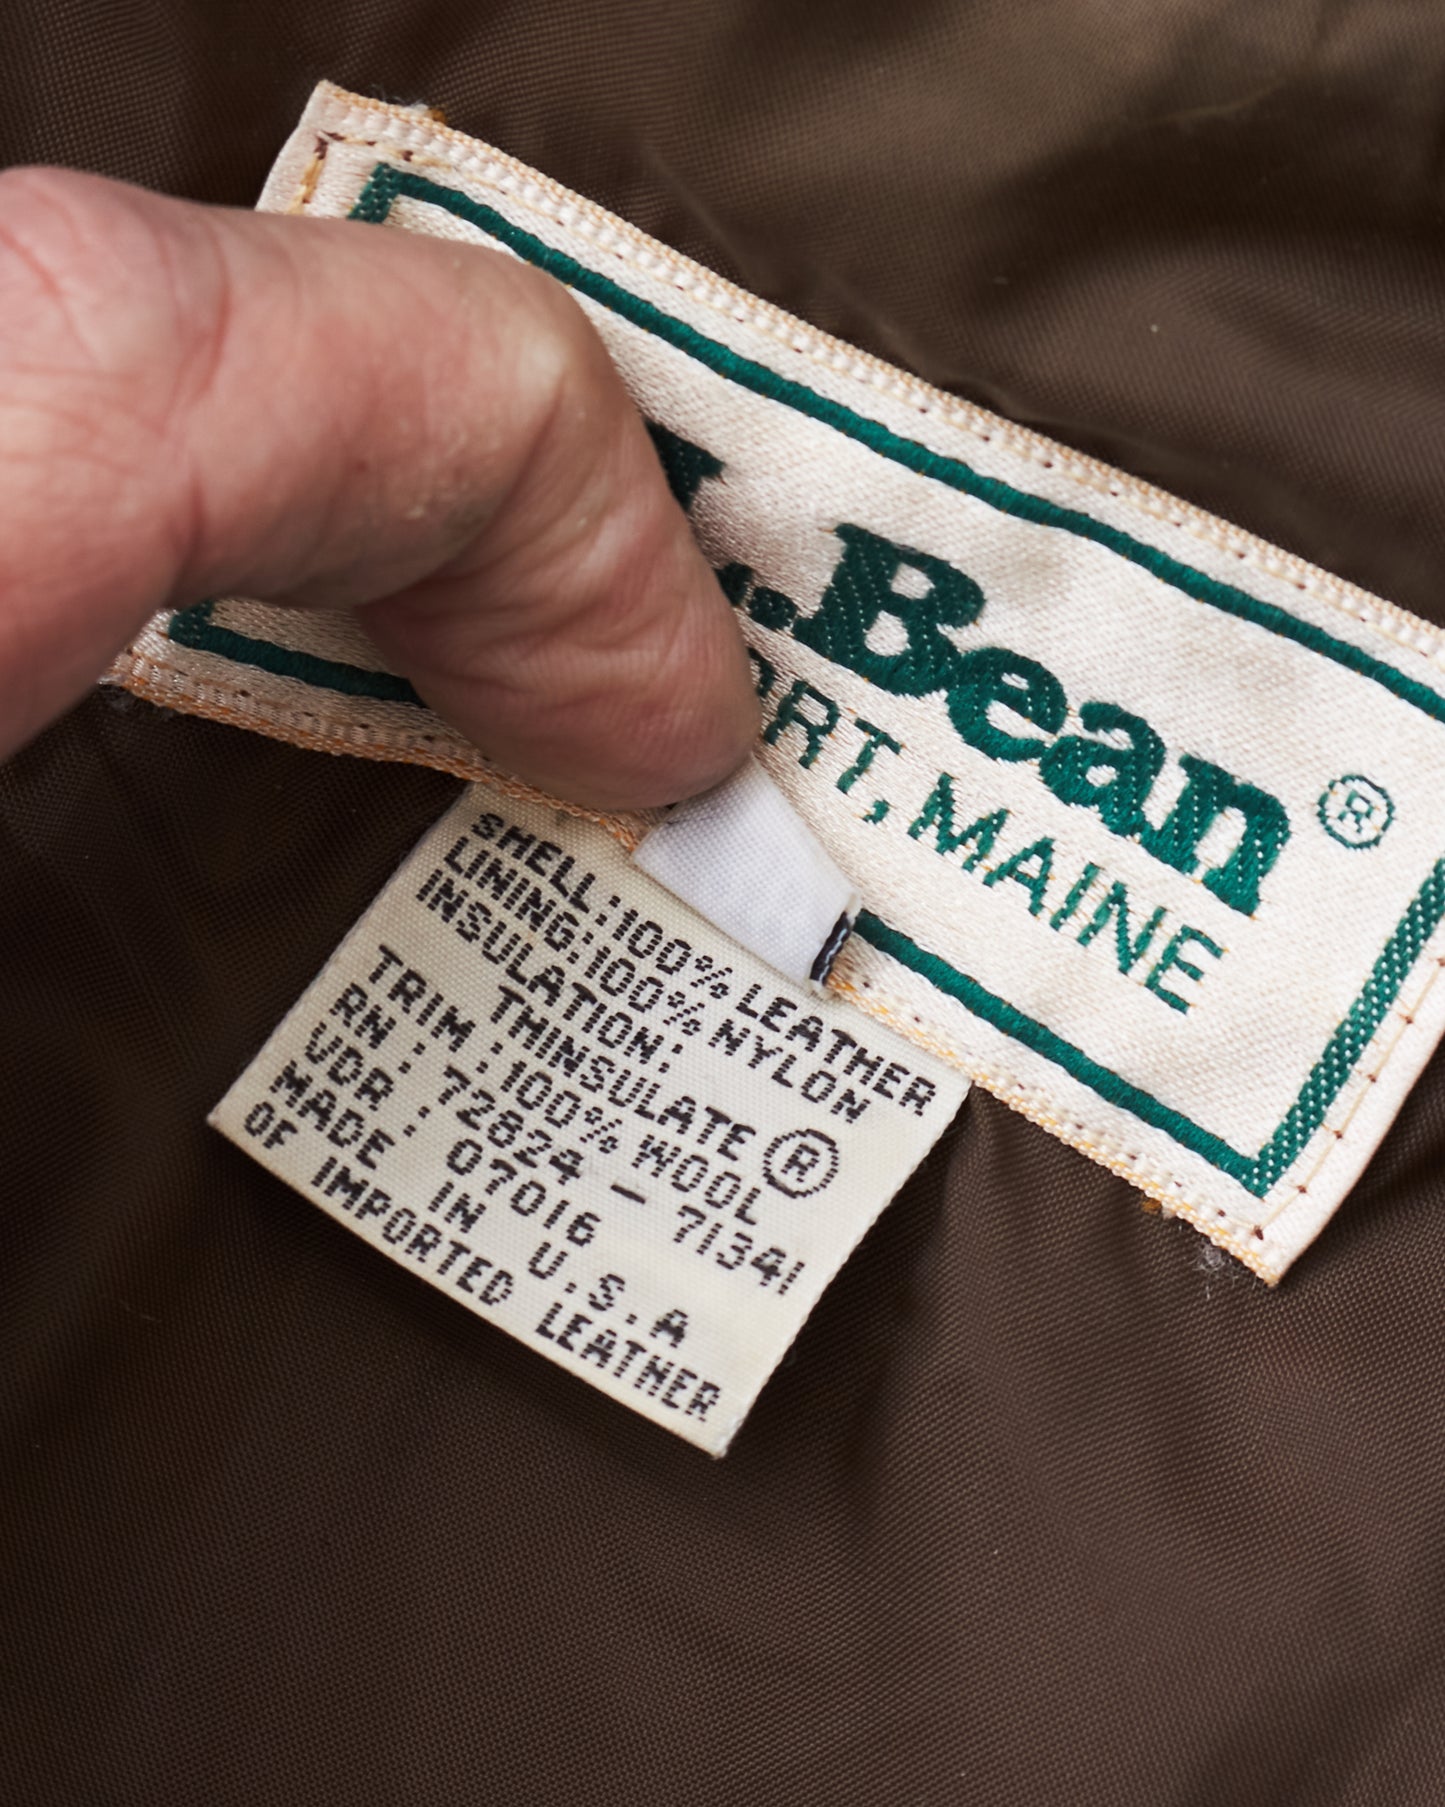 .Bean ®
ORT, MAINE
SHELL:100% LEATHER
LINING:100% NYLON
INSULATION:
THINSULATE ®
TRIM:100% WOOL
RN: 72824 - 71341
VDR: 07016
MADE IN U.S.A
OF IMPORTED LEATHER